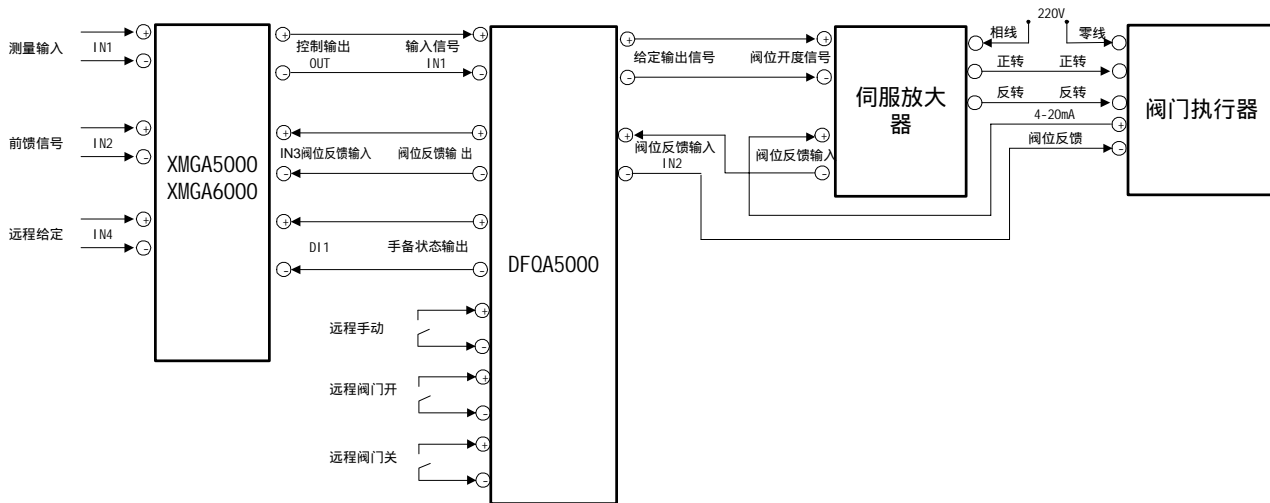 测量输入
IN1
前馈信号
IN2
远程给定
IN4
XMGA5000
XMGA6000
控制输出
OUT
输入信号
IN1
IN3阀位反馈输入
阀位反馈输 出
DI1
手备状态输出
远程手动
远程阀门开
远程阀门关
DFQA5000
给定输出信号
阀位开度信号
阀位反馈输入
IN2
阀位反馈输入
伺服放大
器
220V
相线
零线
正转
正转
反转
反转
4-20mA
阀位反馈
阀门执行器